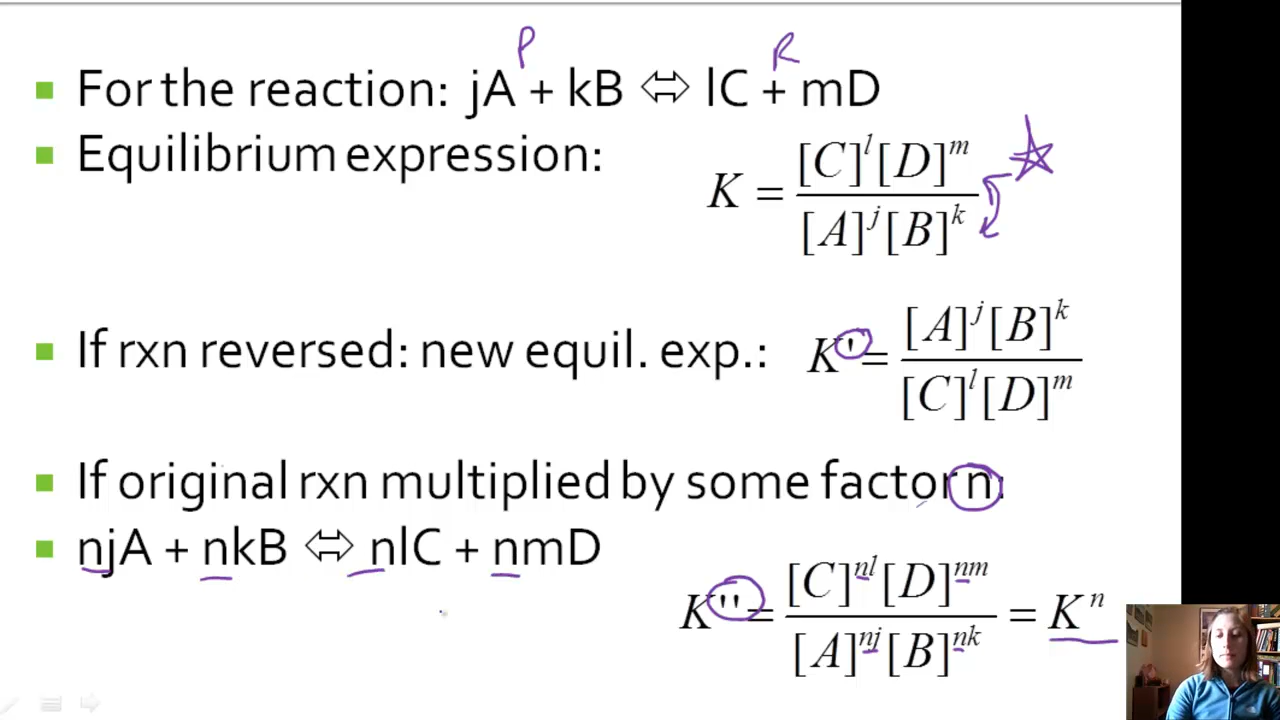 P R
For the reaction: jA + kB ⇔ lC + mD
Equilibrium expression:
K = [C]^l [D]^m / [A]^j [B]^k
If rxn reversed: new equil. exp.:
K' = [A]^j [B]^k / [C]^l [D]^m
If original rxn multiplied by some factor n:
njA + nkB ⇔ nlC + nmD
K'' = [C]^nl [D]^nm / [A]^nj [B]^nk = K^n